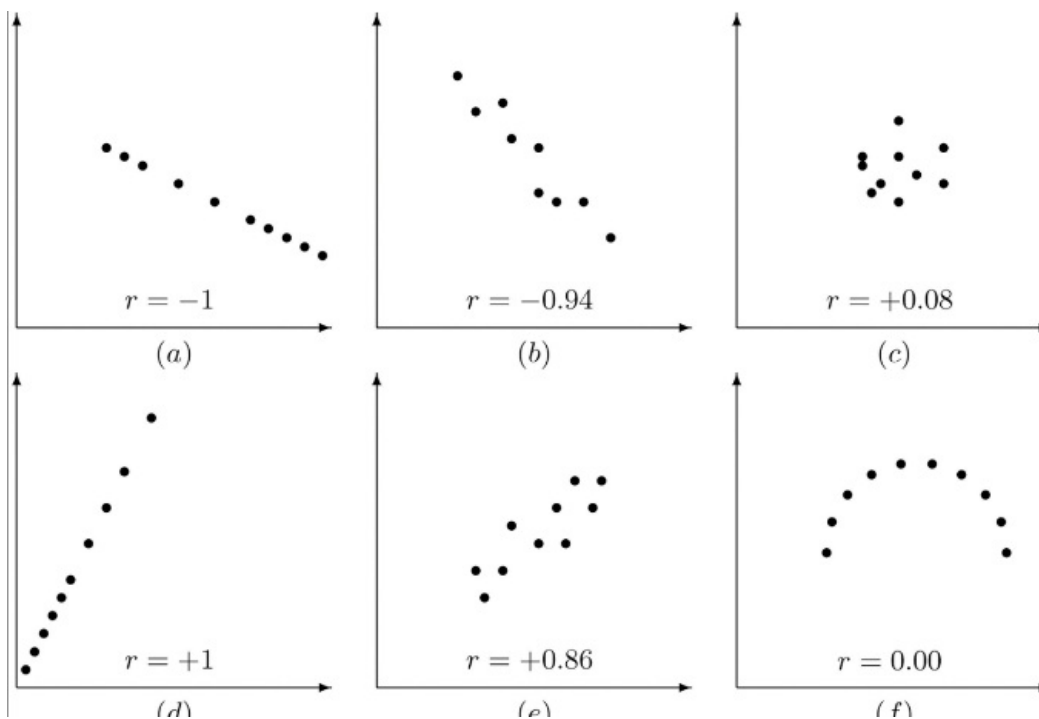 r = −1
r = −0.94
r = +0.08
(a)
(b)
(c)
r = +1
r = +0.86
r = 0.00
(d)
(e)
(f)